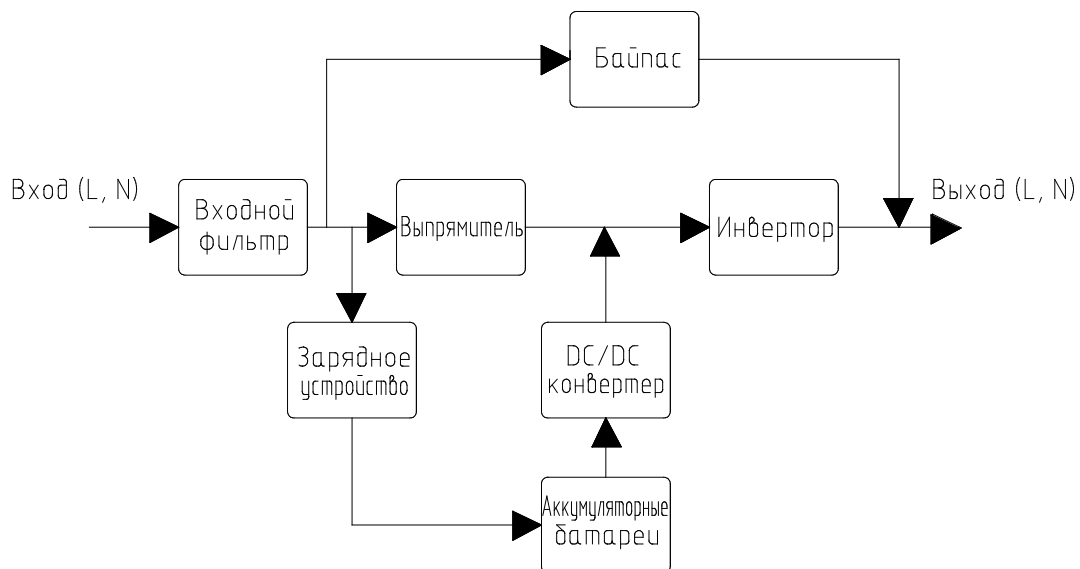 Байпас
Вход (L, N)
Входной
фильтр
Выпрямитель
Инвертор
Выход (L, N)
Зарядное
устройство
DC/DC
конвертер
Аккумуляторные
батареи